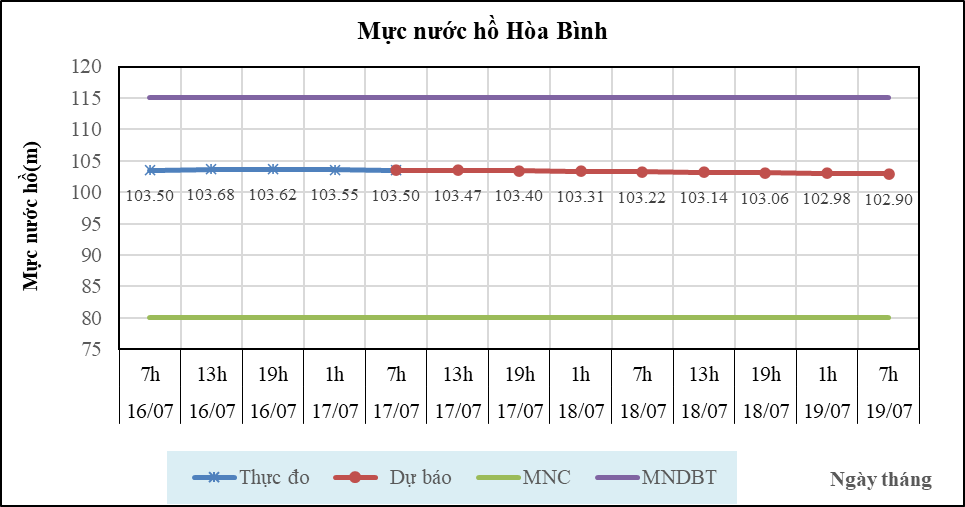 Mực nước hồ Hòa Bình
Mực nước hồ(m)
120
115
110
105
100
95
90
85
80
75
103.50 103.68 103.62 103.55 103.50 103.47 103.40 103.31 103.22 103.14 103.06 102.98 102.90
7h 13h 19h 1h 7h 13h 19h 1h 7h 13h 19h 1h 7h
16/07 16/07 16/07 17/07 17/07 17/07 17/07 18/07 18/07 18/07 18/07 19/07 19/07
Thực đo Dự báo MNC MNDBT Ngày tháng